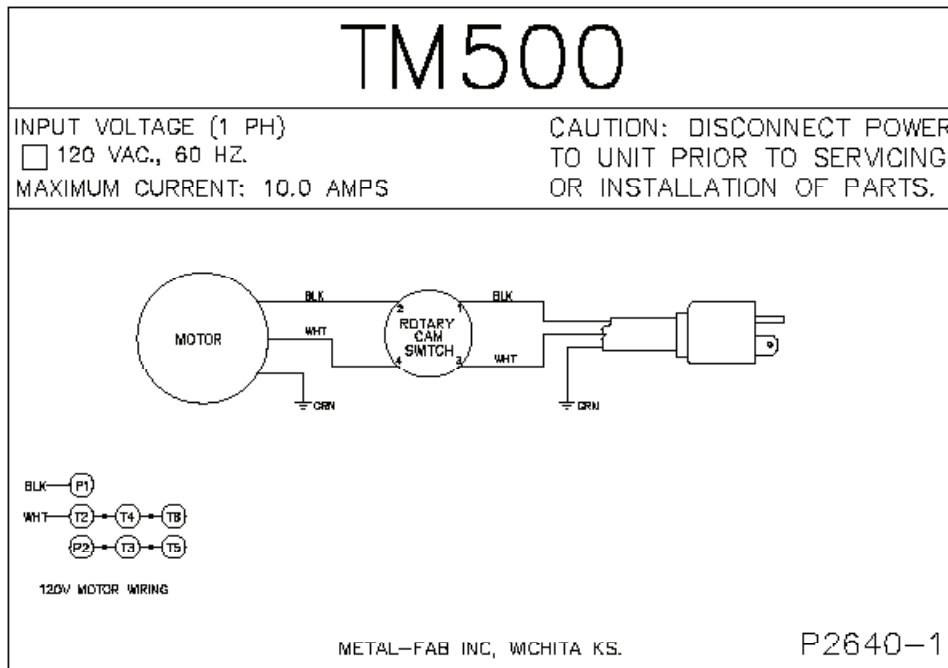 TM500
INPUT VOLTAGE (1 PH)
120 VAC., 60 HZ.
MAXIMUM CURRENT: 10.0 AMPS
CAUTION: DISCONNECT POWER
TO UNIT PRIOR TO SERVICING
OR INSTALLATION OF PARTS.
MOTOR
BLK
WHT
GRN
2
1
ROTARY
CAM
SWITCH
4
3
BLK
WHT
GRN
BLK P1
WHT T2 T4 T8
P2 T3 T5
120V MOTOR WIRING
METAL-FAB INC, WICHITA KS.
P2640-1